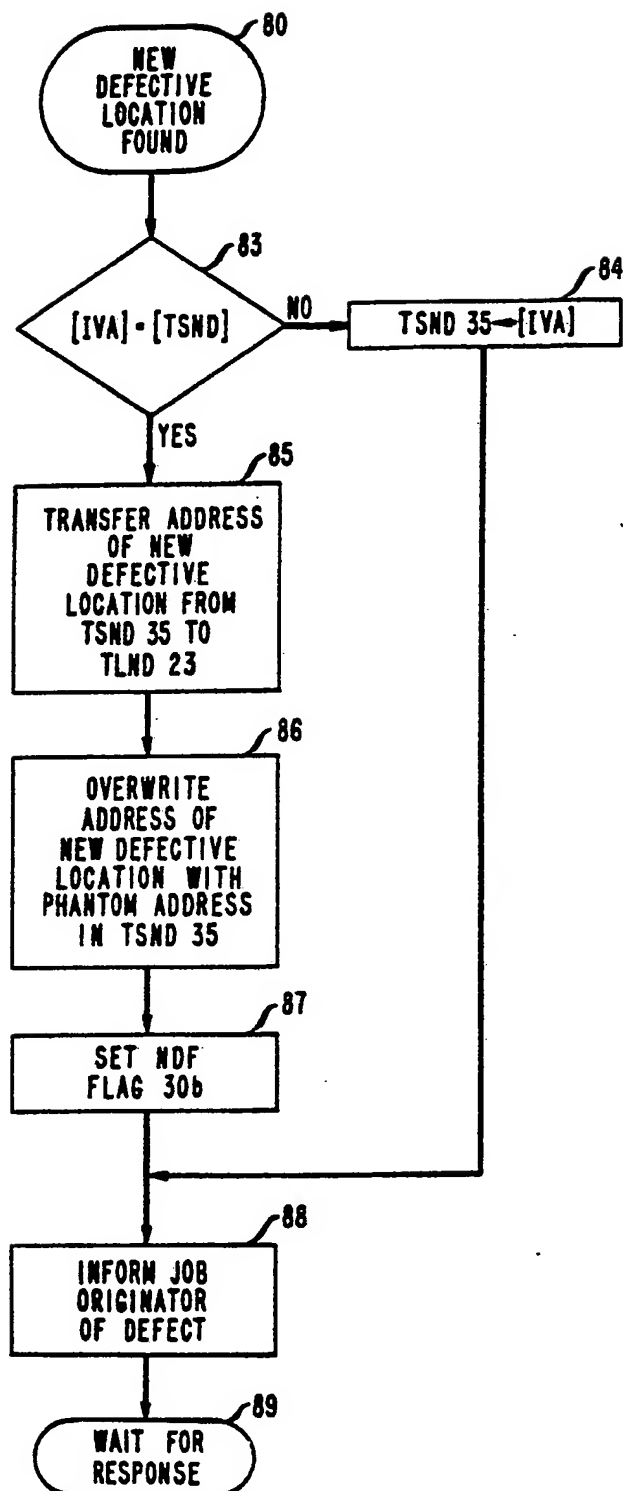 80
NEW
DEFECTIVE
LOCATION
FOUND
83
[IVA] = [TSND]
NO
84
TSND 35←[IVA]
YES
85
TRANSFER ADDRESS
OF NEW
DEFECTIVE
LOCATION FROM
TSND 35 TO
TLND 23
86
OVERWRITE
ADDRESS OF
NEW DEFECTIVE
LOCATION WITH
PHANTOM ADDRESS
IN TSND 35
87
SET NDF
FLAG 30b
88
INFORM JOB
ORIGINATOR
OF DEFECT
89
WAIT FOR
RESPONSE